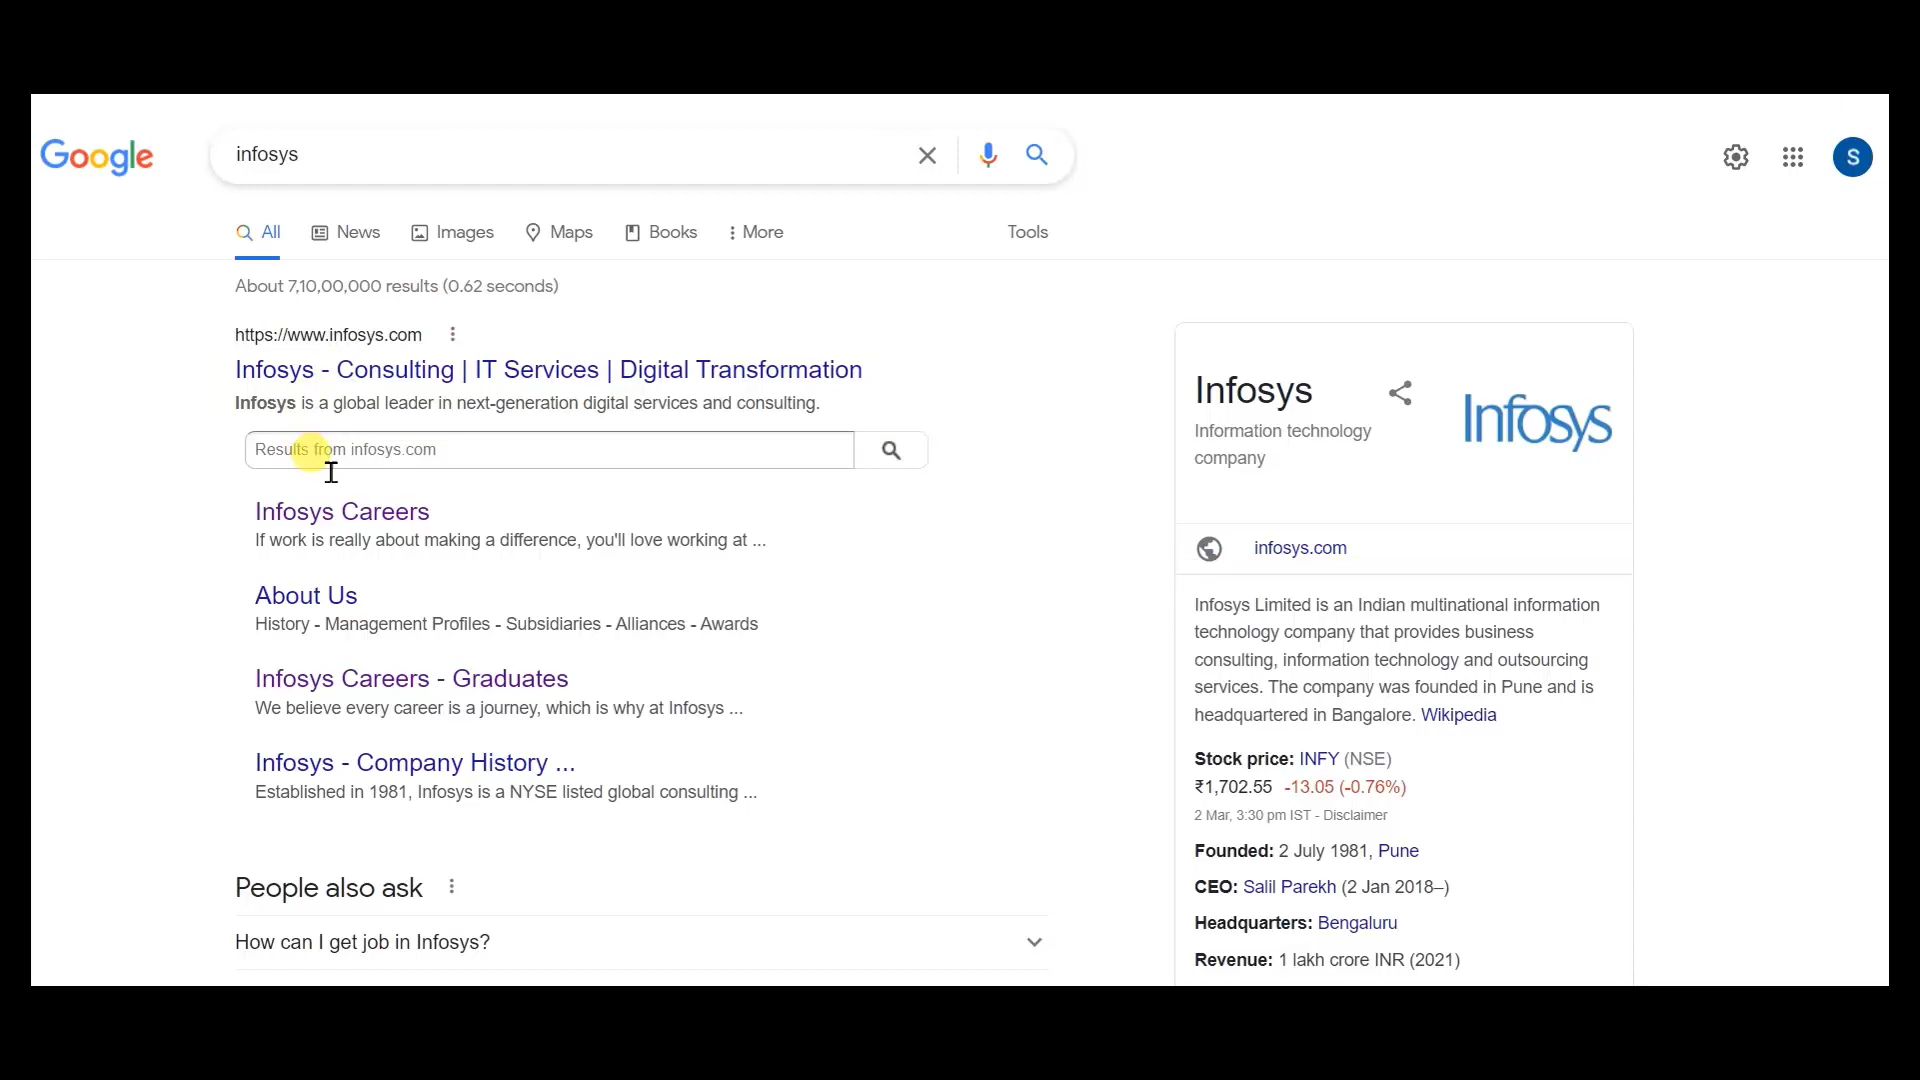 Google
infosys
S
All
News
Images
Maps
Books
More
Tools
About 7,10,00,000 results (0.62 seconds)
https://www.infosys.com
Infosys - Consulting | IT Services | Digital Transformation
Infosys is a global leader in next-generation digital services and consulting.
Results from infosys.com
Infosys Careers
If work is really about making a difference, you'll love working at ...
About Us
History - Management Profiles - Subsidiaries - Alliances - Awards
Infosys Careers - Graduates
We believe every career is a journey, which is why at Infosys ...
Infosys - Company History ...
Established in 1981, Infosys is a NYSE listed global consulting ...
People also ask
How can I get job in Infosys?
Infosys
Information technology
company
Infosys
infosys.com
Infosys Limited is an Indian multinational information
technology company that provides business
consulting, information technology and outsourcing
services. The company was founded in Pune and is
headquartered in Bangalore. Wikipedia
Stock price: INFY (NSE)
₹1,702.55 -13.05 (-0.76%)
2 Mar, 3:30 pm IST - Disclaimer
Founded: 2 July 1981, Pune
CEO: Salil Parekh (2 Jan 2018–)
Headquarters: Bengaluru
Revenue: 1 lakh crore INR (2021)